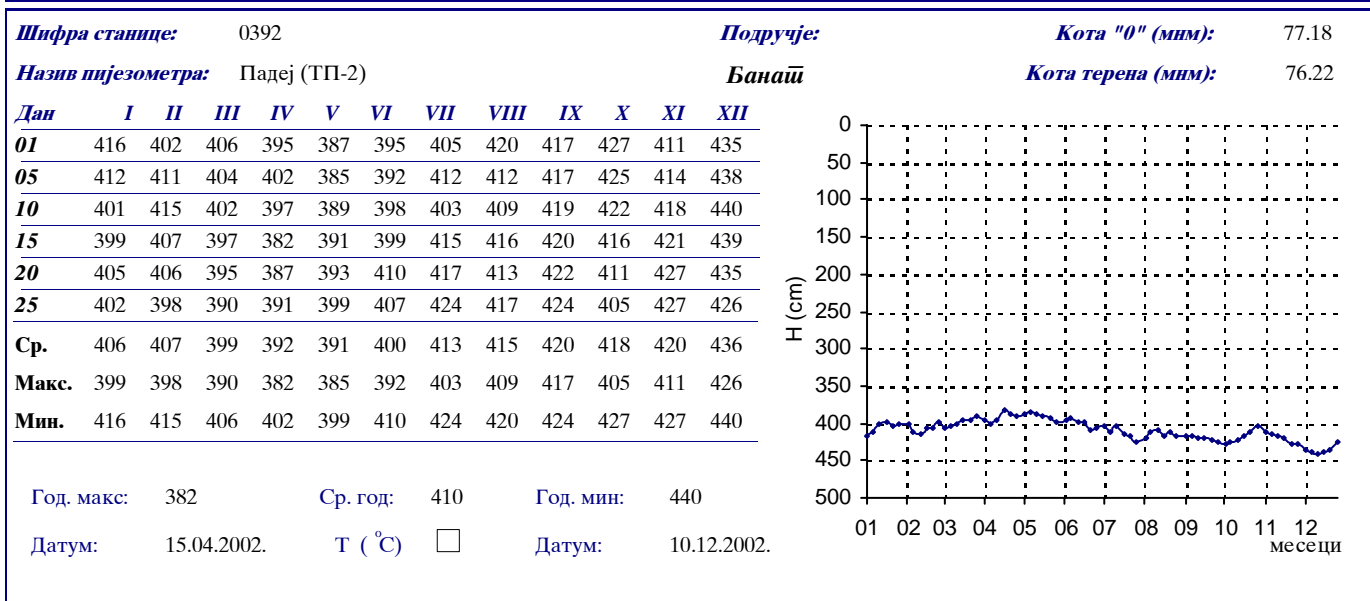 Шифра станице: 0392 Подручје: Кота "0" (мнм): 77.18
Назив пијезометра: Падеј (ТП-2) Банат Кота терена (мнм): 76.22
Дан I II III IV V VI VII VIII IX X XI XII
01 416 402 406 395 387 395 405 420 417 427 411 435
05 412 411 404 402 385 392 412 412 417 425 414 438
10 401 415 402 397 389 398 403 409 419 422 418 440
15 399 407 397 382 391 399 415 416 420 416 421 439
20 405 406 395 387 393 410 417 413 422 411 427 435
25 402 398 390 391 399 407 424 417 424 405 427 426
Ср. 406 407 399 392 391 400 413 415 420 418 420 436
Макс. 399 398 390 382 385 392 403 409 417 405 411 426
Мин. 416 415 406 402 399 410 424 420 424 427 427 440
Год. макс: 382 Ср. год: 410 Год. мин: 440
Датум: 15.04.2002. Т (°C) Датум: 10.12.2002.
H (cm)
0
50
100
150
200
250
300
350
400
450
500
01 02 03 04 05 06 07 08 09 10 11 12
месеци